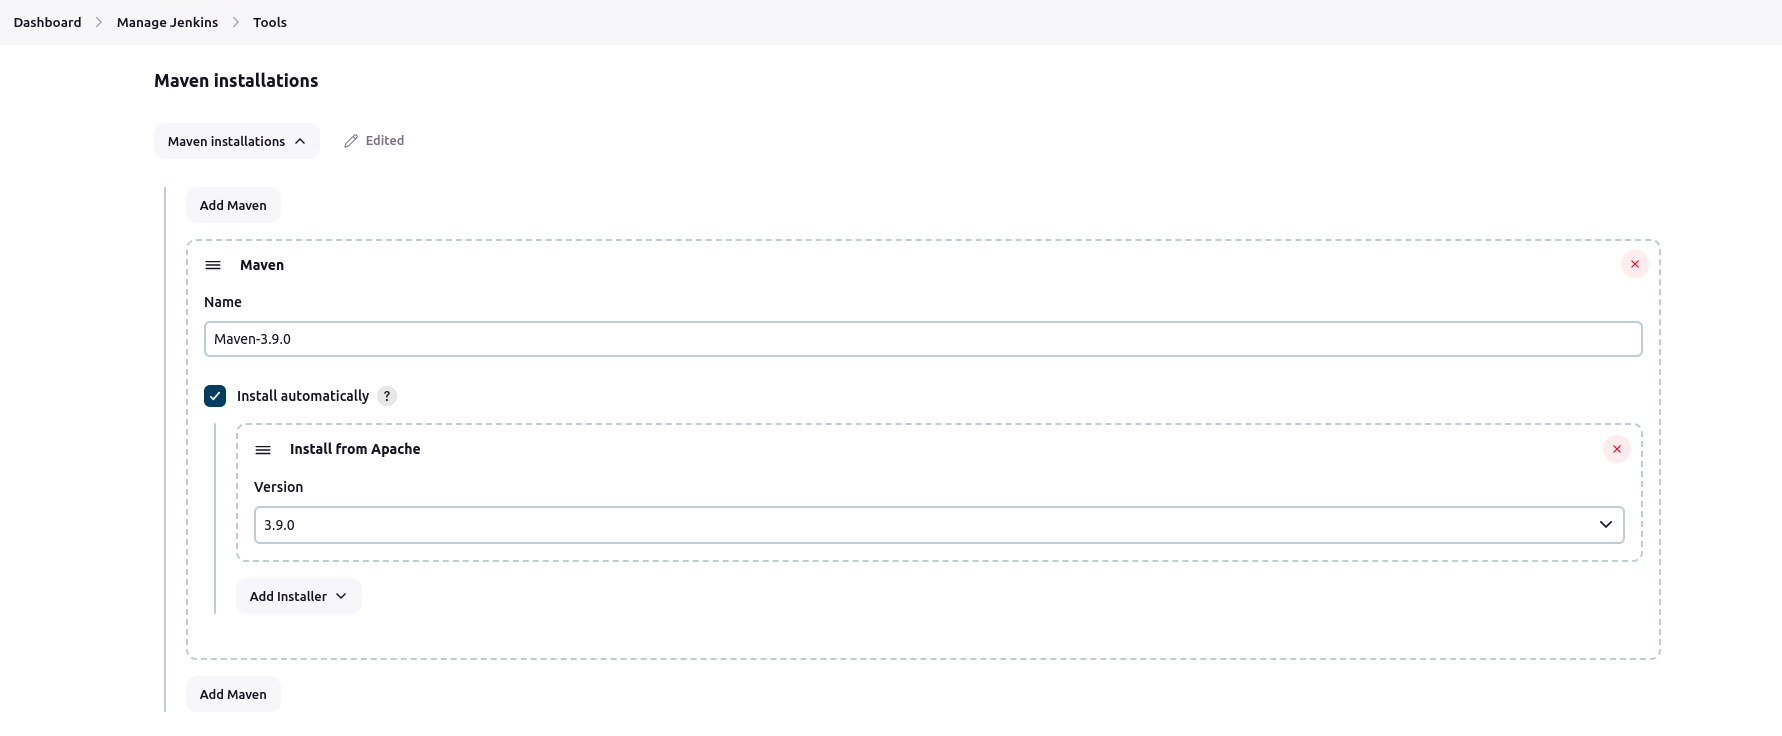 Dashboard > Manage Jenkins > Tools
Maven installations
Maven installations Edited
Add Maven
Maven
Name
Maven-3.9.0
Install automatically ?
Install from Apache
Version
3.9.0
Add Installer
Add Maven